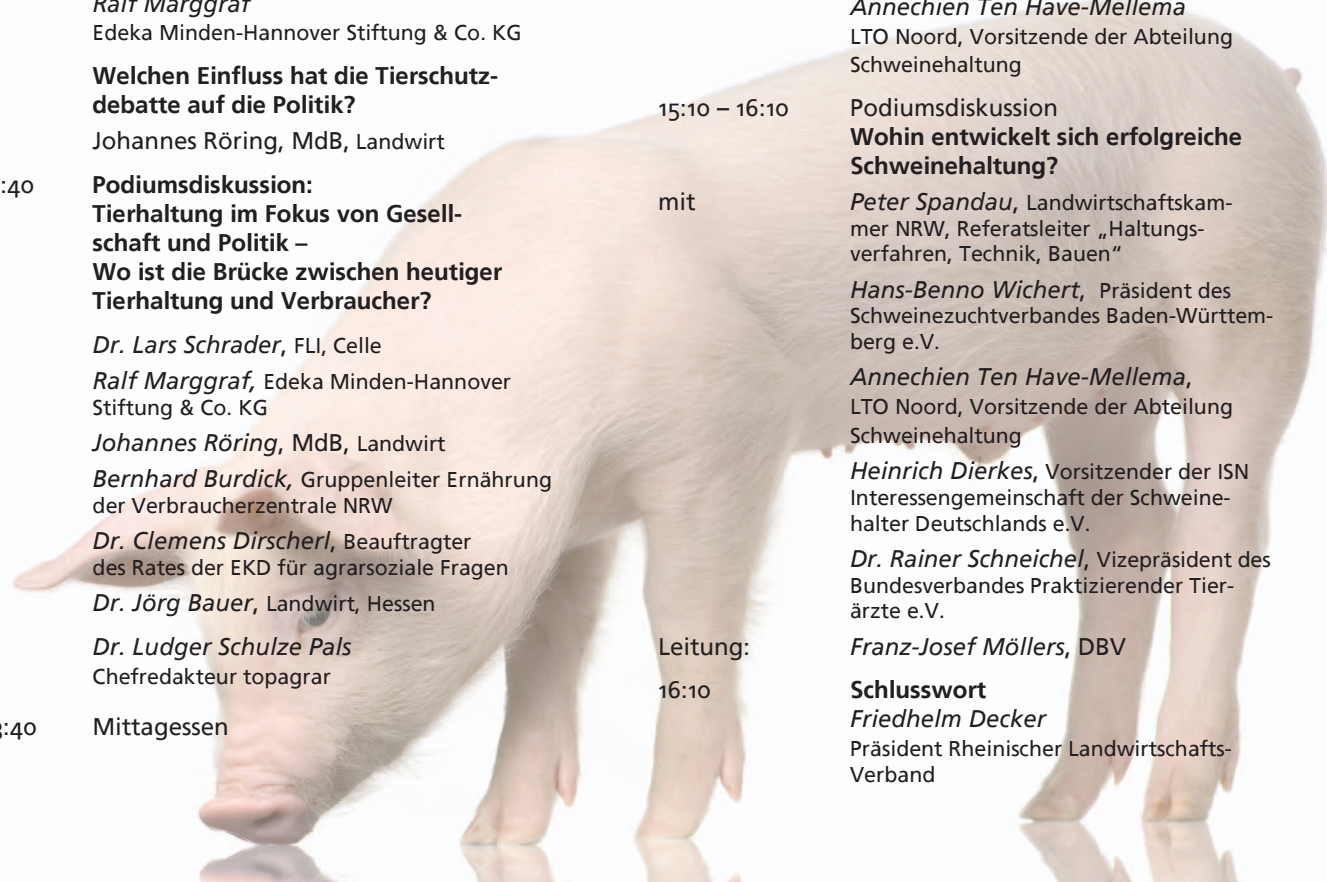 Ralf Marggraf
Edeka Minden-Hannover Stiftung & Co. KG
Welchen Einfluss hat die Tierschutz-
debatte auf die Politik?
Johannes Röring, MdB, Landwirt
:40 Podiumsdiskussion:
Tierhaltung im Fokus von Gesell-
schaft und Politik –
Wo ist die Brücke zwischen heutiger
Tierhaltung und Verbraucher?
Dr. Lars Schrader, FLI, Celle
Ralf Marggraf, Edeka Minden-Hannover
Stiftung & Co. KG
Johannes Röring, MdB, Landwirt
Bernhard Burdick, Gruppenleiter Ernährung
der Verbraucherzentrale NRW
Dr. Clemens Dirscherl, Beauftragter
des Rates der EKD für agrarsoziale Fragen
Dr. Jörg Bauer, Landwirt, Hessen
Dr. Ludger Schulze Pals
Chefredakteur topagrar
:40 Mittagessen
Annechien Ten Have-Mellema
LTO Noord, Vorsitzende der Abteilung
Schweinehaltung
15:10 – 16:10 Podiumsdiskussion
Wohin entwickelt sich erfolgreiche
Schweinehaltung?
mit Peter Spandau, Landwirtschaftskam-
mer NRW, Referatsleiter „Haltungs-
verfahren, Technik, Bauen“
Hans-Benno Wichert, Präsident des
Schweinezuchtverbandes Baden-Württem-
berg e.V.
Annechien Ten Have-Mellema,
LTO Noord, Vorsitzende der Abteilung
Schweinehaltung
Heinrich Dierkes, Vorsitzender der ISN
Interessengemeinschaft der Schweine-
halter Deutschlands e.V.
Dr. Rainer Schneichel, Vizepräsident des
Bundesverbandes Praktizierender Tier-
ärzte e.V.
Leitung: Franz-Josef Möllers, DBV
16:10 Schlusswort
Friedhelm Decker
Präsident Rheinischer Landwirtschafts-
Verband